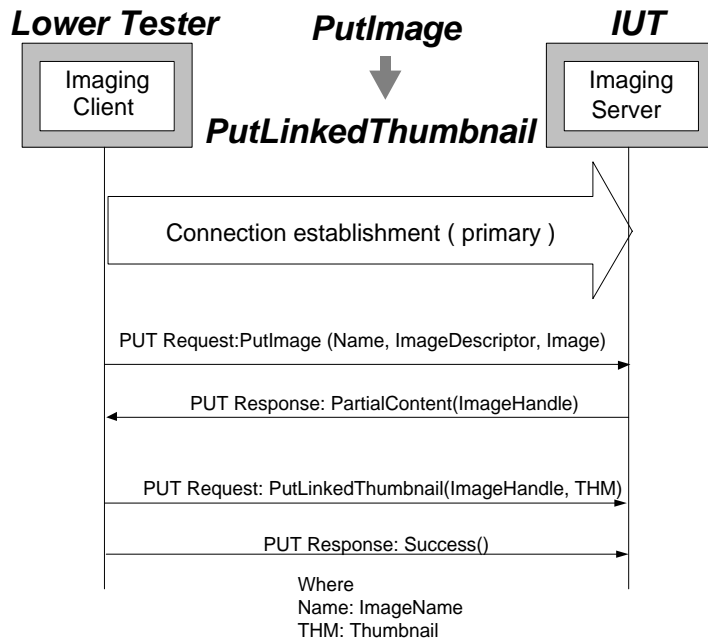 Lower Tester
PutImage
IUT
Imaging
Client
Imaging
Server
PutLinkedThumbnail
Connection establishment ( primary )
PUT Request:PutImage (Name, ImageDescriptor, Image)
PUT Response: PartialContent(ImageHandle)
PUT Request: PutLinkedThumbnail(ImageHandle, THM)
PUT Response: Success()
Where
Name: ImageName
THM: Thumbnail